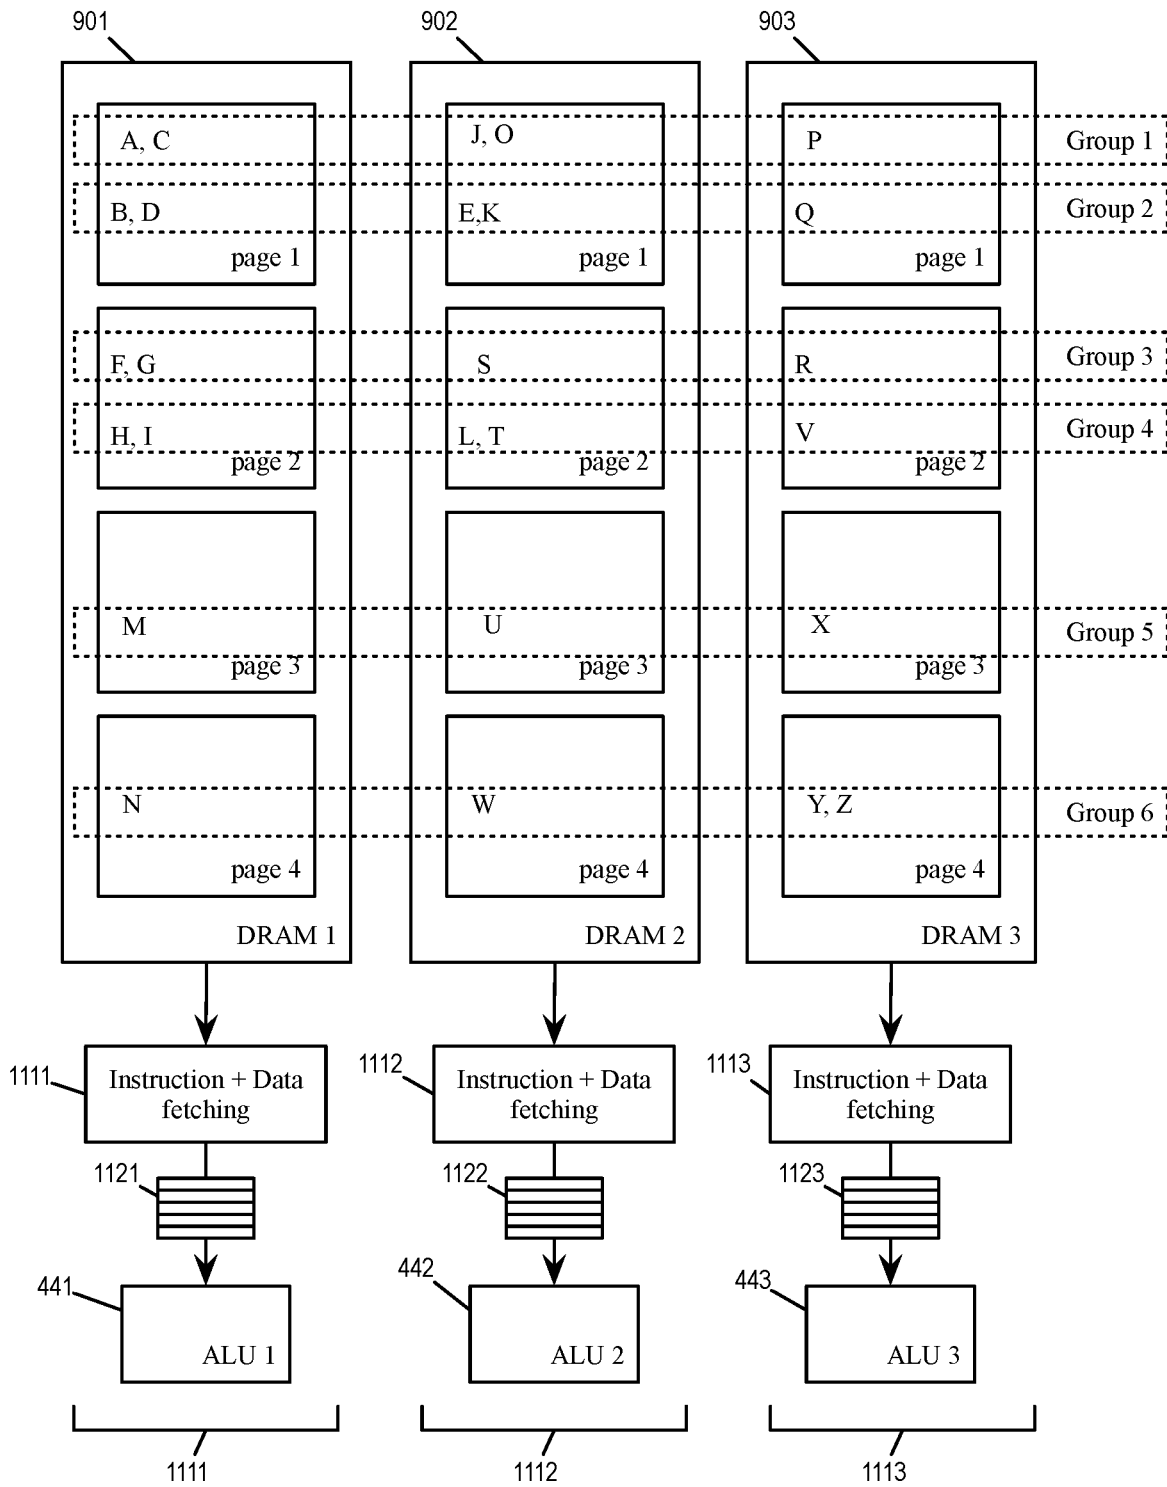 901
902
903
A, C
J, O
P
Group 1
B, D
E,K
Q
Group 2
page 1
page 1
page 1
F, G
S
R
Group 3
H, I
L, T
V
Group 4
page 2
page 2
page 2
M
U
X
Group 5
page 3
page 3
page 3
N
W
Y, Z
Group 6
page 4
page 4
page 4
DRAM 1
DRAM 2
DRAM 3
1111
Instruction + Data
fetching
1112
Instruction + Data
fetching
1113
Instruction + Data
fetching
1121
1122
1123
441
442
443
ALU 1
ALU 2
ALU 3
1111
1112
1113